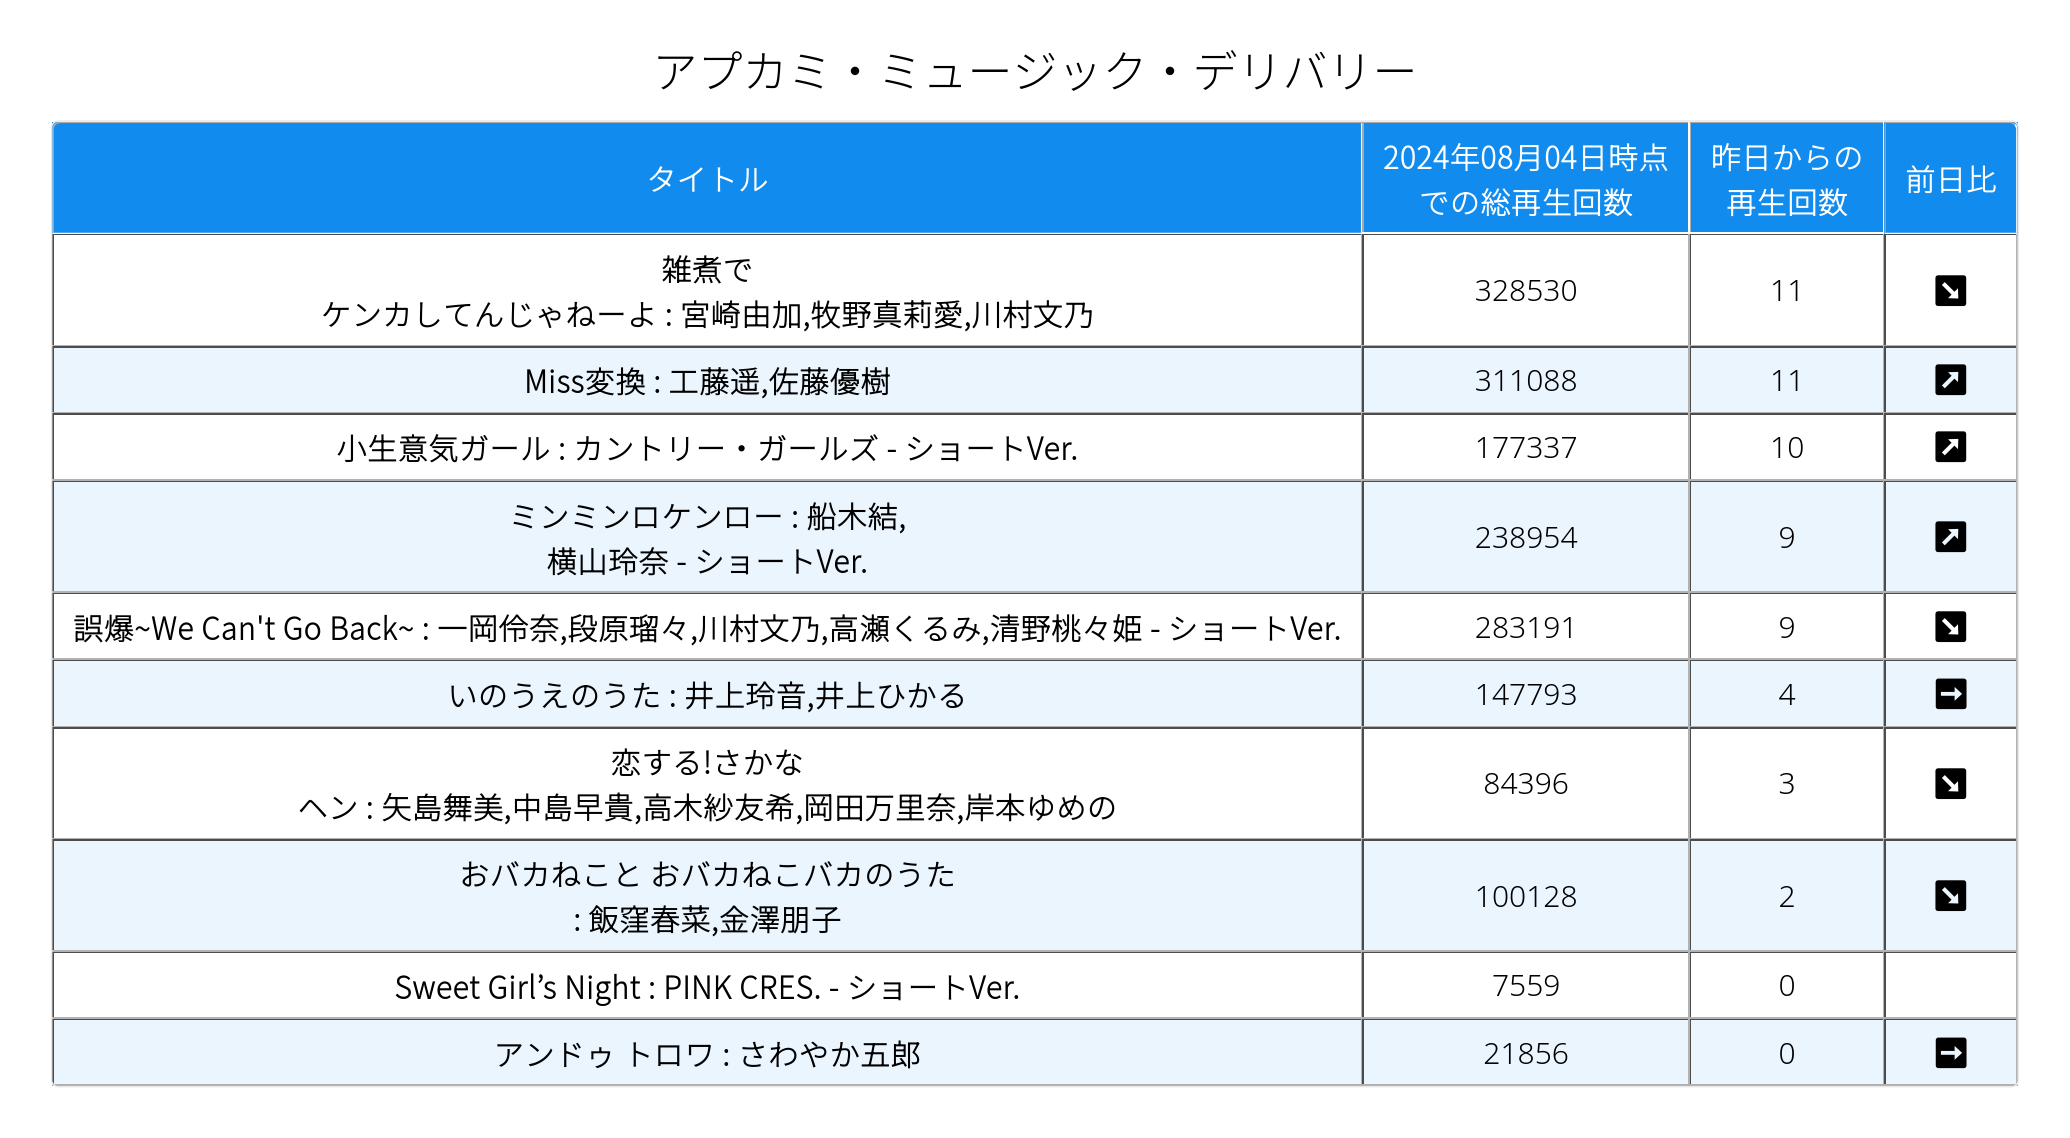 アプカミ・ミュージック・デリバリー
タイトル
2024年08月04日時点
での総再生回数
昨日からの
再生回数
前日比
雑煮で
ケンカしてんじゃねーよ : 宮崎由加,牧野真莉愛,川村文乃
328530
11
Miss変換 : 工藤遥,佐藤優樹
311088
11
小生意気ガール : カントリー・ガールズ - ショートVer.
177337
10
ミンミンロケンロー : 船木結,
横山玲奈 - ショートVer.
238954
9
誤爆~We Can't Go Back~ : 一岡伶奈,段原瑠々,川村文乃,高瀬くるみ,清野桃々姫 - ショートVer.
283191
9
いのうえのうた : 井上玲音,井上ひかる
147793
4
恋する!さかな
ヘン : 矢島舞美,中島早貴,高木紗友希,岡田万里奈,岸本ゆめの
84396
3
おバカねこと おバカねこバカのうた
: 飯窪春菜,金澤朋子
100128
2
Sweet Girl’s Night : PINK CRES. - ショートVer.
7559
0
アンドゥ トロワ : さわやか五郎
21856
0